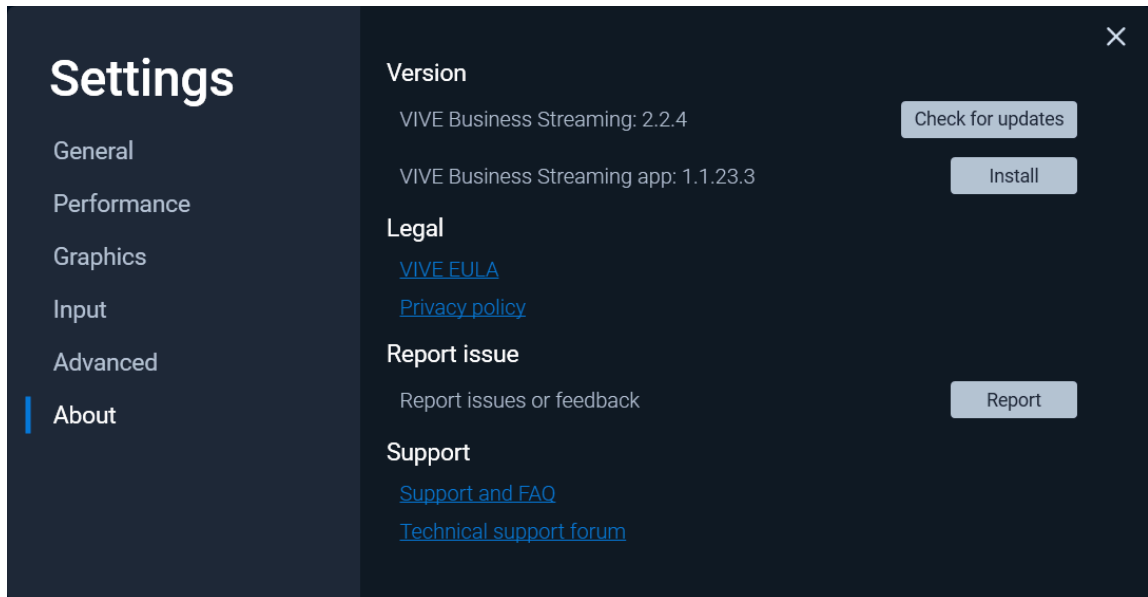 Settings
General
Performance
Graphics
Input
Advanced
About
Version
VIVE Business Streaming: 2.2.4
Check for updates
VIVE Business Streaming app: 1.1.23.3
Install
Legal
VIVE EULA
Privacy policy
Report issue
Report issues or feedback
Report
Support
Support and FAQ
Technical support forum